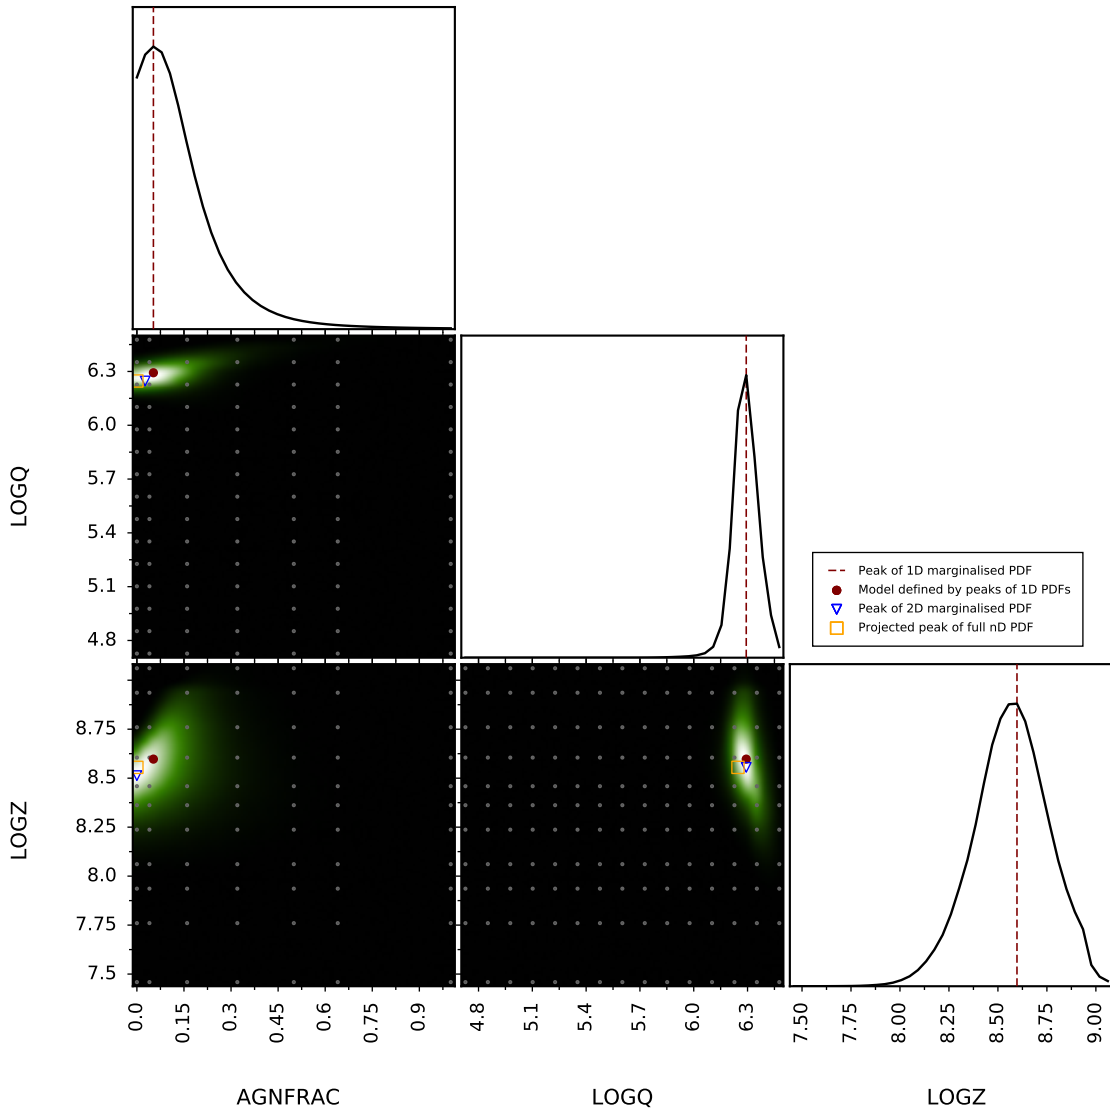 6.3
6.0
5.7
5.4
5.1
4.8
LOGQ
Peak of 1D marginalised PDF
Model defined by peaks of 1D PDFs
Peak of 2D marginalised PDF
Projected peak of full nD PDF
8.75
8.5
8.25
8.0
7.75
7.5
LOGZ
0.0 0.15 0.3 0.45 0.6 0.75 0.9
4.8 5.1 5.4 5.7 6.0 6.3
7.50 7.75 8.00 8.25 8.50 8.75 9.00
AGNFRAC LOGQ LOGZ